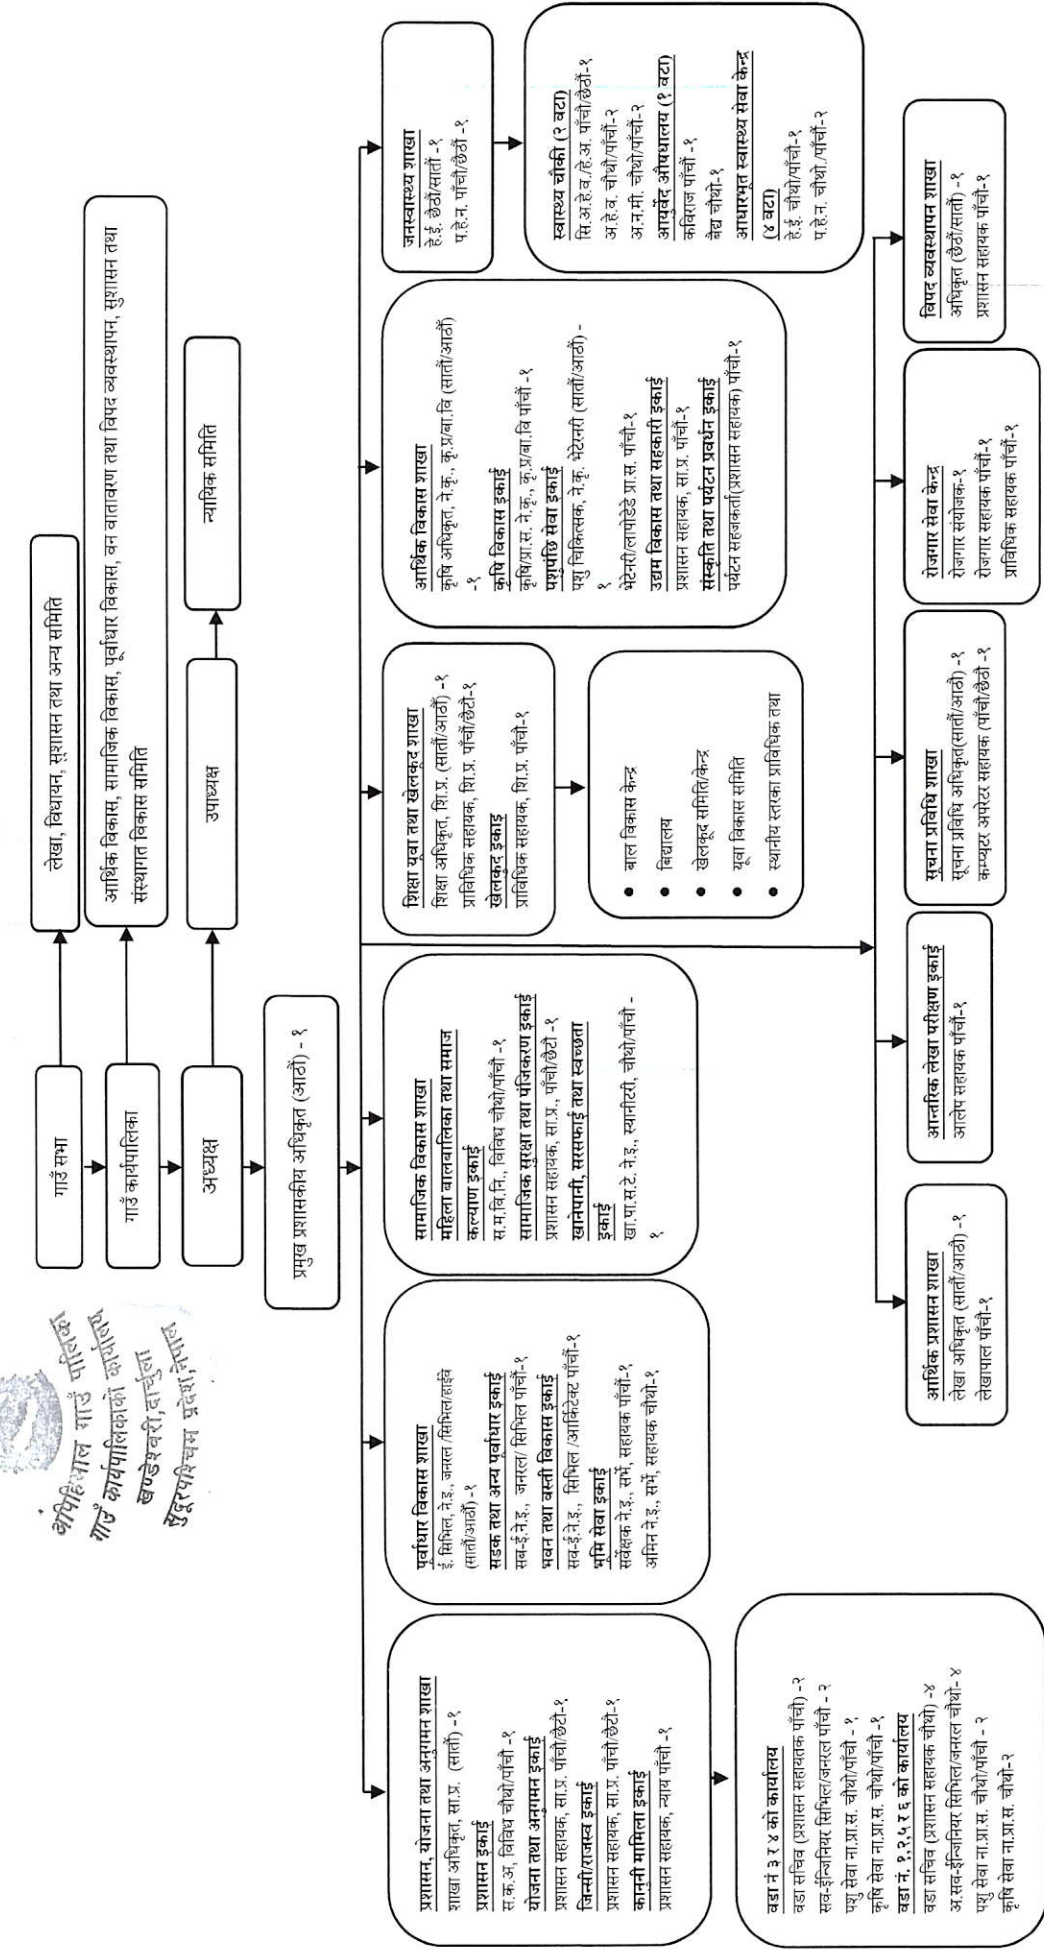 गाउँ पालिका
गाउँ कार्यपालिकाको कार्यालय
खण्डेश्वरी, दार्चुला
सुदूरपश्चिम प्रदेश, नेपाल
गाउँ सभा
लेखा, विधायन, सुशासन तथा अन्य समिति
गाउँ कार्यपालिका
आर्थिक विकास, सामाजिक विकास, पूर्वाधार विकास, वन वातावरण तथा विपद व्यवस्थापन, सुशासन तथा
संस्थागत विकास समिति
अध्यक्ष
उपाध्यक्ष
न्यायिक समिति
प्रमुख प्रशासकीय अधिकृत (आठौं) - १
प्रशासन, योजना तथा अनुगमन शाखा
शाखा अधिकृत, सा.प्र. (सातौं) -१
प्रशासन इकाई
स.क.अ, विविध चौथो/पाँचौ -१
योजना तथा अनुगमन इकाई
प्रशासन सहायक, सा.प्र. पाँचौ/छैटौ-१
जिन्सी/राजस्व इकाई
प्रशासन सहायक, सा.प्र. पाँचौ/छैटौ-१
कानूनी मामिला इकाई
प्रशासन सहायक, न्याय पाँचौ -१
वडा नं ३ र ४ को कार्यालय
वडा सचिव (प्रशासन सहायतक पाँचौ) -२
सव-ईन्जिनियर सिभिल/जनरल पाँचौ - २
पशु सेवा ना.प्रा.स. चौथो/पाँचौ - १
कृषि सेवा ना.प्रा.स. चौथो/पाँचौ -१
वडा नं. १,२,५ र ६ को कार्यालय
वडा सचिव (प्रशासन सहायक चौथो) -४
अ.सव-ईन्जिनियर सिभिल/जनरल चौथो- ४
पशु सेवा ना.प्रा.स. चौथो/पाँचौ - २
कृषि सेवा ना.प्रा.स. चौथो-२
पूर्वाधार विकास शाखा
ई. सिभिल, ने.इ., जनरल /सिभिल/हाईवे
(सातौं/आठौं) -१
सडक तथा अन्य पूर्वाधार इकाई
सब-ई.ने.इ., जनरल/ सिभिल पाँचौं-१
भवन तथा बस्ती विकास इकाई
सव-ई.ने.इ., सिभिल /आर्किटेक्ट पाँचौं-१
भूमि सेवा इकाई
सर्वेक्षक ने.इ., सर्भे, सहायक पाँचौं-१
अमिन ने.इ., सर्भे, सहायक चौथो-१
सामाजिक विकास शाखा
महिला बालबालिका तथा समाज
कल्याण इकाई
स.म.वि.नि., विविध चौथो/पाँचौ -१
सामाजिक सुरक्षा तथा पंजिकरण इकाई
प्रशासन सहायक, सा.प्र., पाँचौ/छैटौ -१
खानेपानी, सरसफाई तथा स्वच्छता
इकाई
खा.पा.स.टे. ने.इ., स्यानीटरी, चौथो/पाँचौ -
१
शिक्षा युवा तथा खेलकूद शाखा
शिक्षा अधिकृत, शि.प्र. (सातौं/आठौं) -१
प्राविधिक सहायक, शि.प्र. पाँचौं/छैटौ-१
खेलकुद इकाई
प्राविधिक सहायक, शि.प्र. पाँचौ-१
● बाल विकास केन्द्र
● बिद्यालय
● खेलकूद समिति/केन्द्र
● यूवा विकास समिति
● स्थानीय स्तरका प्राविधिक तथा
आर्थिक विकास शाखा
कृषि अधिकृत, ने.कृ., कृ.प्र/बा.वि (सातौं/आठौं)
-१
कृषि विकास इकाई
कृषि/प्रा.स. ने.कृ., कृ.प्र/बा.वि पाँचौं -१
पशुपंछि सेवा इकाई
पशु चिकित्सक, ने.कृ. भेटेरनरी (सातौं/आठौं) -
१
भेटेनरी/लापोडेडे प्रा.स. पाँचौ-१
उद्यम विकास तथा सहकारी इकाई
प्रशासन सहायक, सा.प्र. पाँचौ-१
संस्कृति तथा पर्यटन प्रवर्धन इकाई
पर्यटन सहजकर्ता(प्रशासन सहायक) पाँचौ-१
जनस्वास्थ्य शाखा
हे.ई. छैठौं/सातौं -१
प.हे.न. पाँचौ/छैठौं -१
स्वास्थ्य चौकी (२ वटा)
सि.अ.हे.व./हे.अ. पाँचौ/छैठौं-१
अ.हे.व. चौथौ/पाँचौ-२
अ.न.मी. चौथो/पाँचौ-२
आयुर्वेद औषधालय (१ वटा)
कविराज पाँचौं -१
बैद्य चौथो-१
आधारभूत स्वास्थ्य सेवा केन्द्र
(४ वटा)
हे.ई. चौथो/पाँचौ-१
प.हे.न. चौथो./पाँचौ-२
आर्थिक प्रशासन शाखा
लेखा अधिकृत (सातौं/आठौ) -१
लेखापाल पाँचौ-१
आन्तरिक लेखा परीक्षण इकाई
आलेप सहायक पाँचौं-१
सूचना प्रविधि शाखा
सूचना प्रविधि अधिकृत(सातौं/आठौ) -१
कम्प्युटर अपरेटर सहायक (पाँचौ/छैठौ -१
रोजगार सेवा केन्द्र
रोजगार संयोजक-१
रोजगार सहायक पाँचौं-१
प्राविधिक सहायक पाँचौ-१
विपद व्यवस्थापन शाखा
अधिकृत (छैठौं/सातौं) -१
प्रशासन सहायक पाँचौ-१